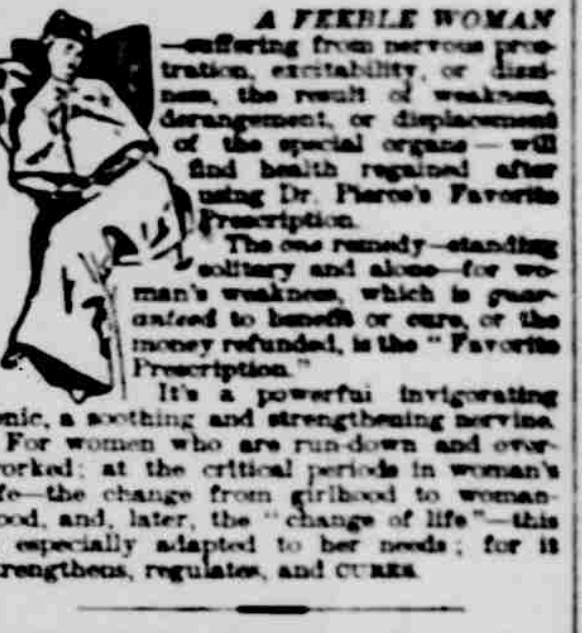 A FEEBLE WOMAN
—suffering from nervous pros-
tration, excitability, or dizzi-
ness, the result of weakness,
derangement, or displacement
of the special organs—will
find health regained after
using Dr. Pierce's Favorite
Prescription.
The one remedy—standing
solitary and alone—for wo-
man's weakness, which is guar-
anteed to benefit or cure, or the
money refunded, is the "Favorite
Prescription."
It's a powerful invigorating
onic, a soothing and strengthening nervine.
For women who are run-down and over-
worked; at the critical periods in woman's
fe—the change from girlhood to woman-
ood, and, later, the "change of life"—this
especially adapted to her needs; for it
rengthens, regulates, and CURES.